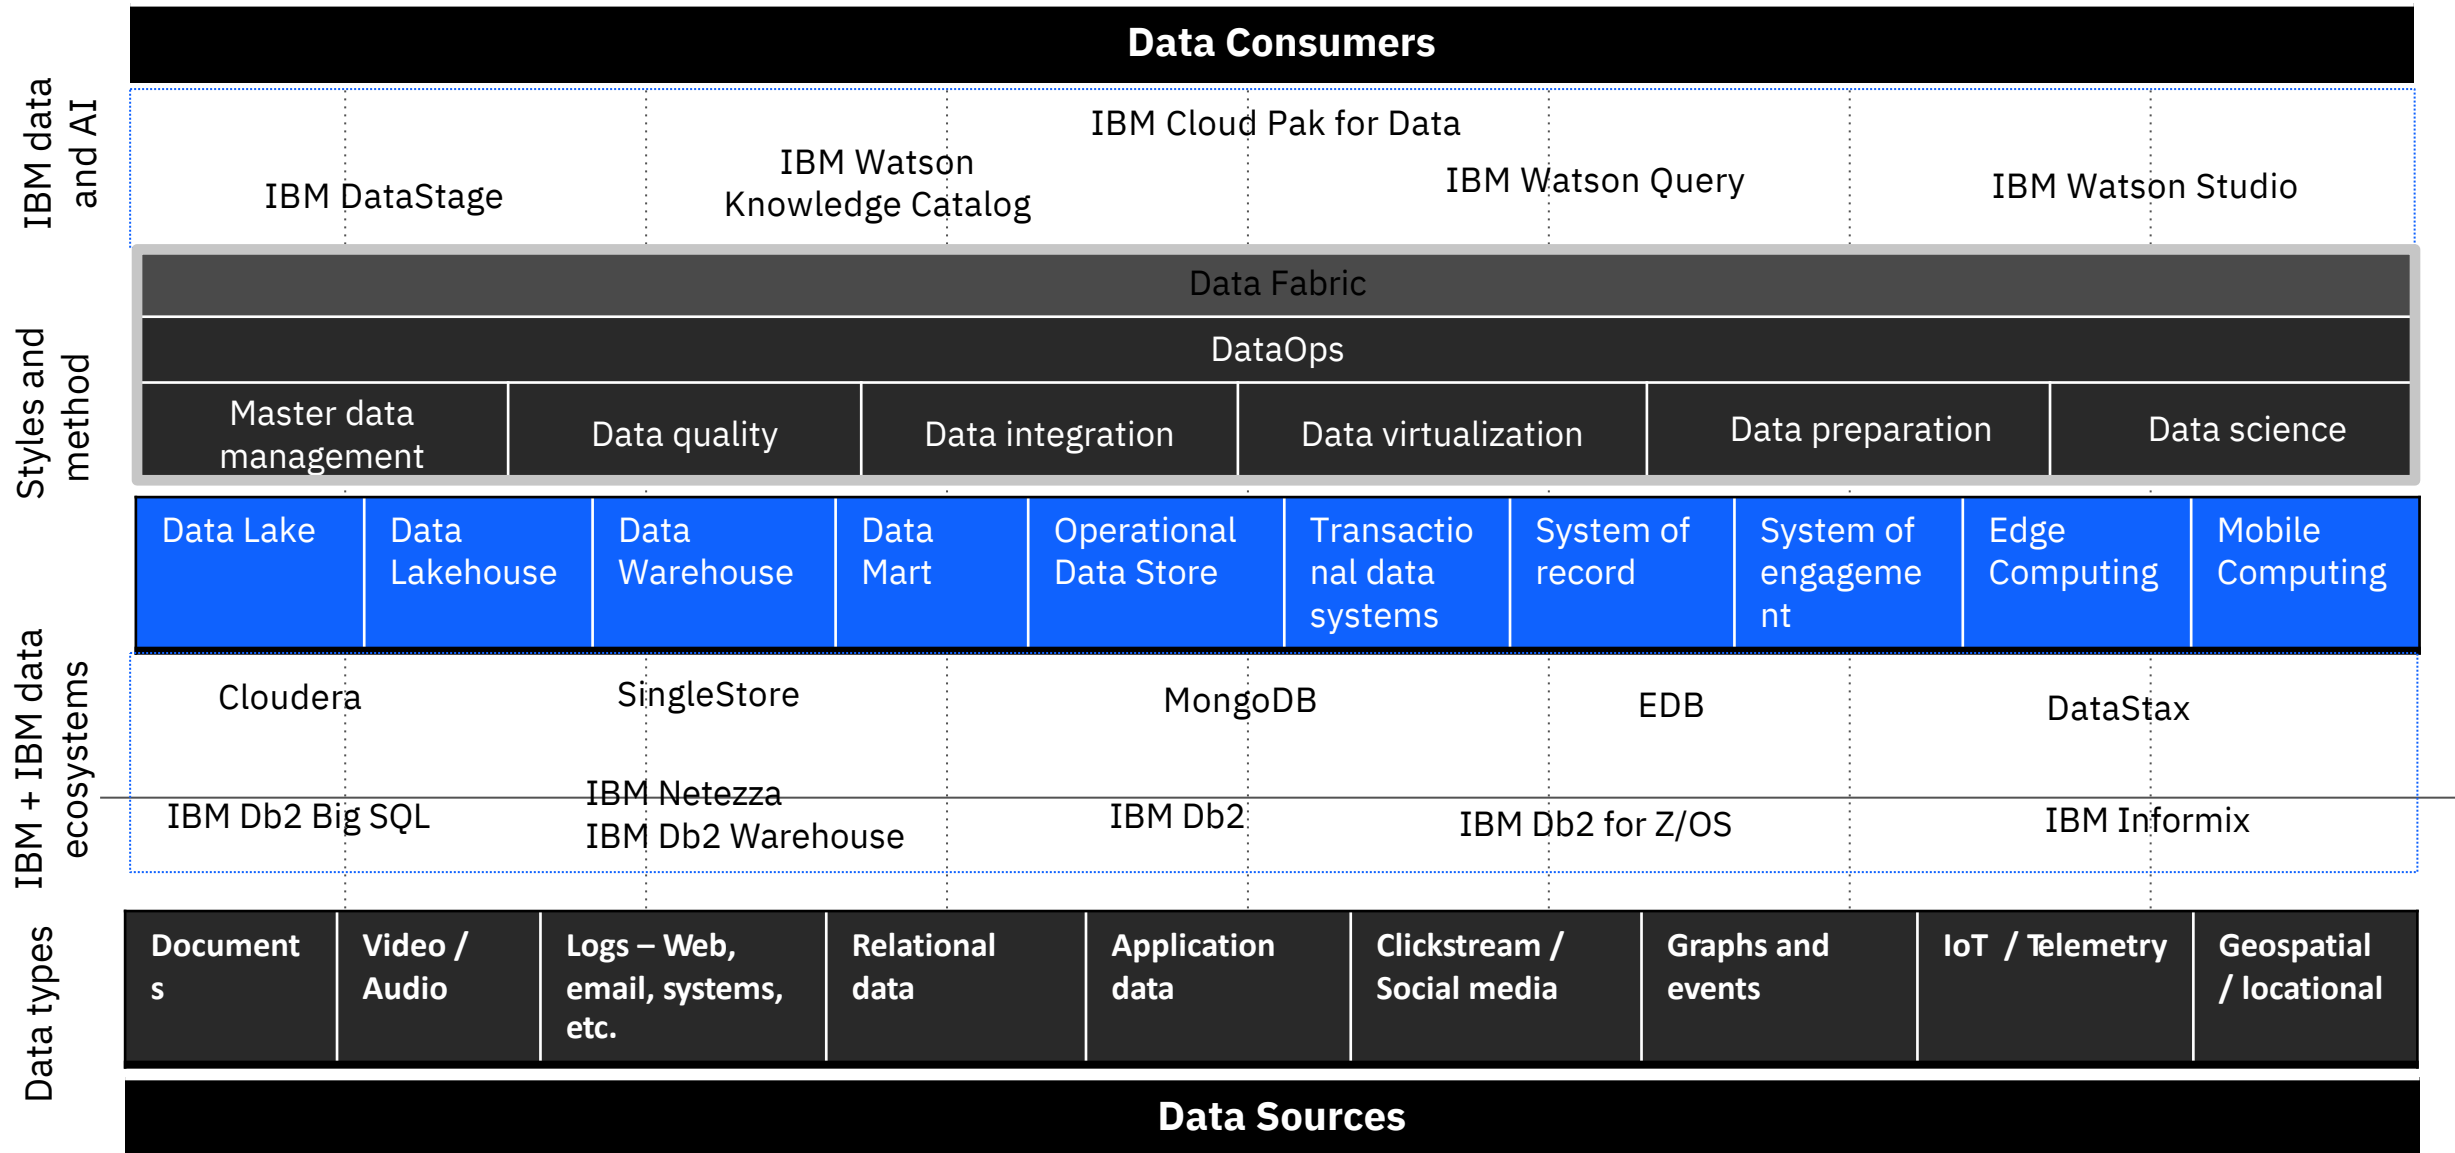 Data Consumers
IBM data
and AI
IBM Cloud Pak for Data
IBM DataStage
IBM Watson
Knowledge Catalog
IBM Watson Query
IBM Watson Studio
Styles and
method
Data Fabric
DataOps
Master data
management
Data quality
Data integration
Data virtualization
Data preparation
Data science
Data Lake
Data
Lakehouse
Data
Warehouse
Data
Mart
Operational
Data Store
Transactio
nal data
systems
System of
record
System of
engageme
nt
Edge
Computing
Mobile
Computing
IBM + IBM data
ecosystems
Cloudera
SingleStore
MongoDB
EDB
DataStax
IBM Db2 Big SQL
IBM Netezza
IBM Db2 Warehouse
IBM Db2
IBM Db2 for Z/OS
IBM Informix
Data types
Document
s
Video /
Audio
Logs – Web,
email, systems,
etc.
Relational
data
Application
data
Clickstream /
Social media
Graphs and
events
IoT / Telemetry
Geospatial
/ locational
Data Sources